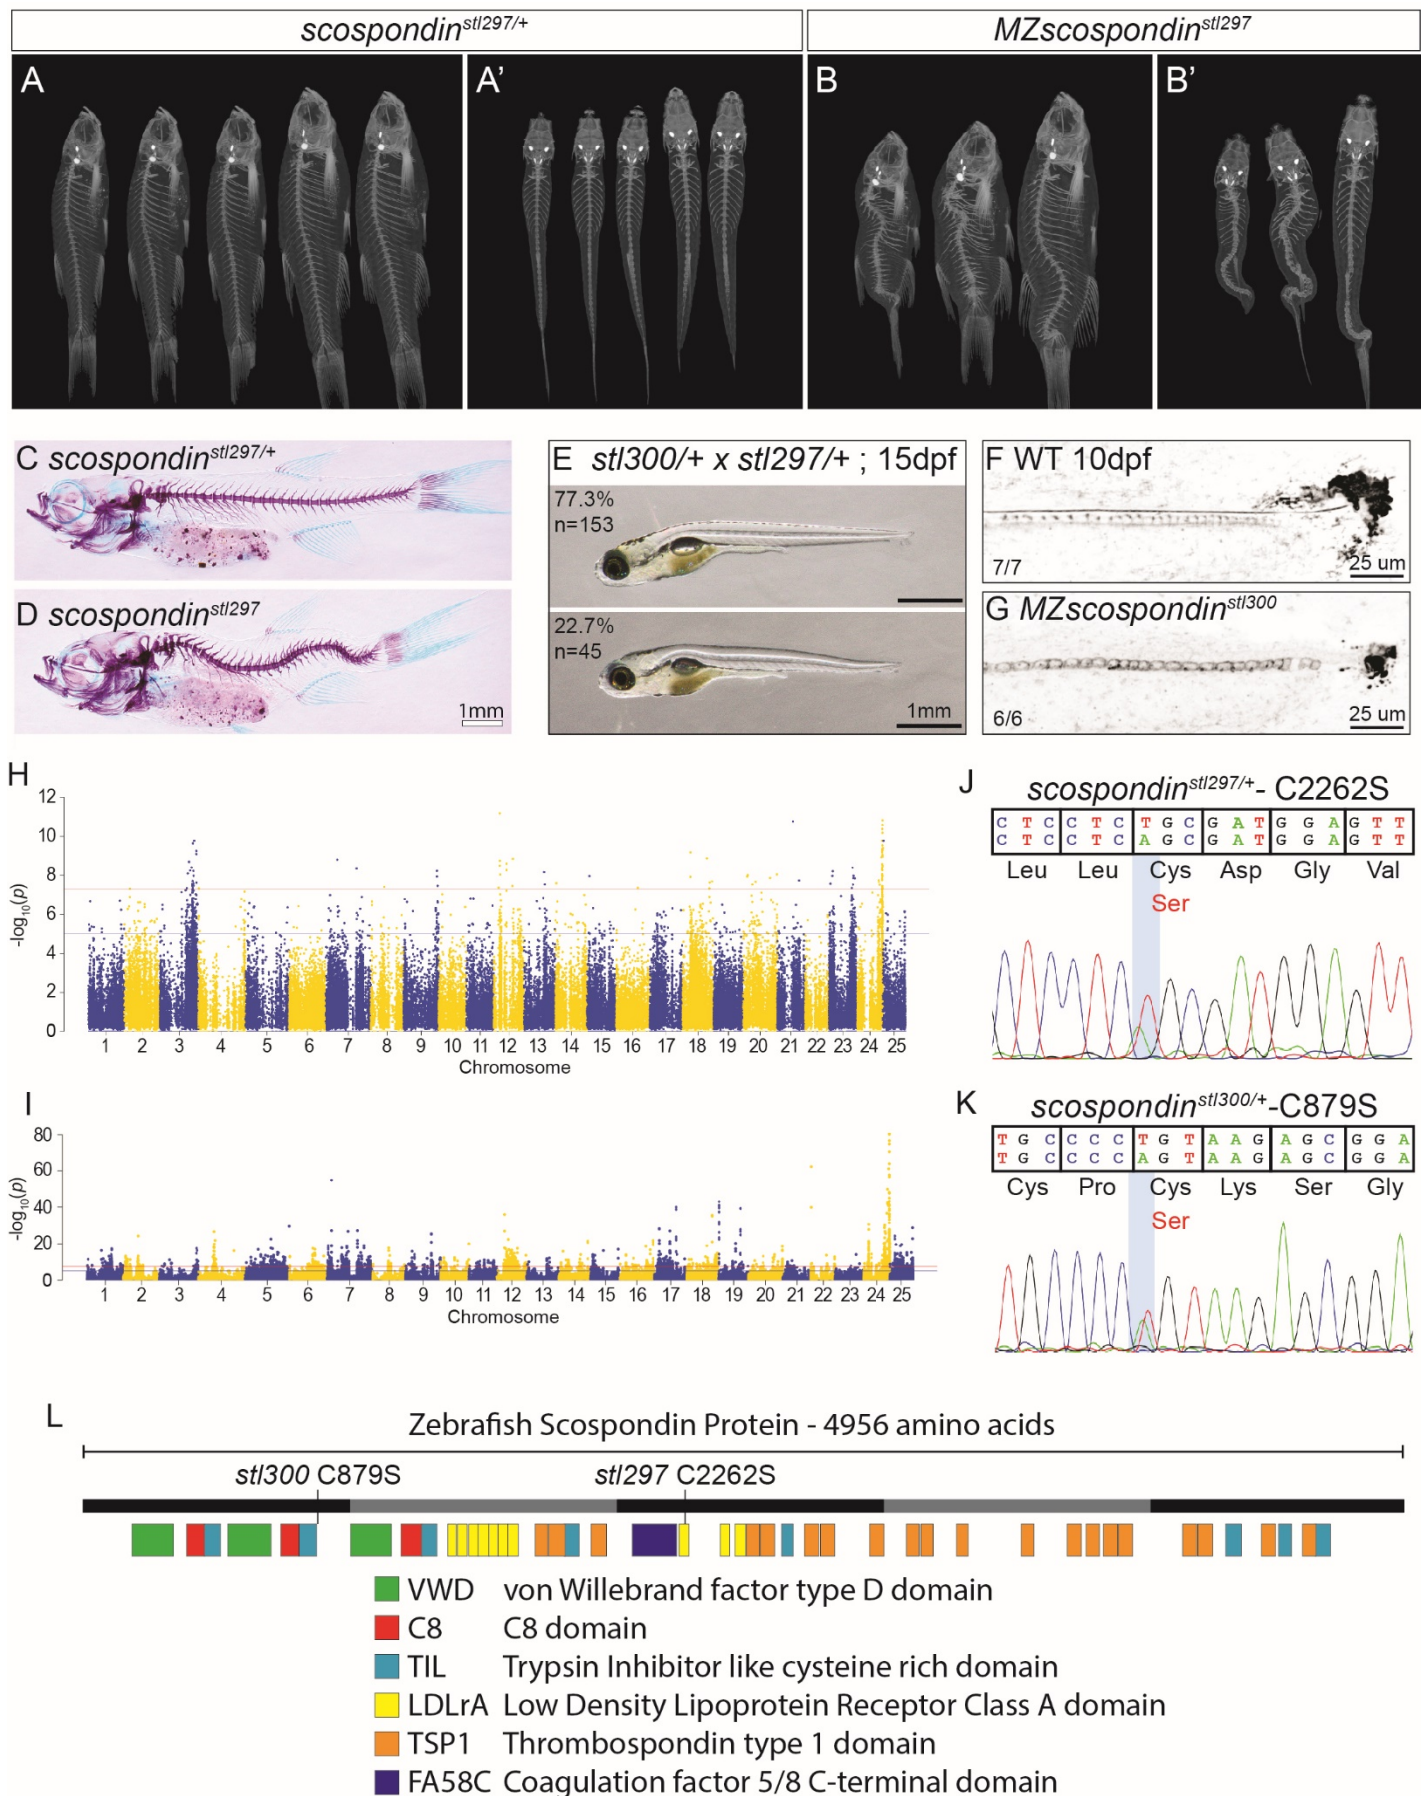 scospondin^stl297/+
MZscospondin^stl297
A
A'
B
B'
C scospondin^stl297/+
D scospondin^stl297
1mm
E stl300/+ x stl297/+ ; 15dpf
77.3%
n=153
22.7%
n=45
1mm
F WT 10dpf
7/7
25 um
G MZscospondin^stl300
6/6
25 um
H
12
10
8
6
4
2
0
-log10(p)
1 2 3 4 5 6 7 8 9 10 11 12 13 14 15 16 17 18 19 20 21 22 23 24 25
Chromosome
I
80
60
40
20
0
-log10(p)
1 2 3 4 5 6 7 8 9 10 11 12 13 14 15 16 17 18 19 20 21 22 23 24 25
Chromosome
J
scospondin^stl297/+- C2262S
C T C C T C T G C G A T G G A G T T
C T C C T C A G C G A T G G A G T T
Leu Leu Cys Asp Gly Val
Ser
K
scospondin^stl300/+-C879S
T G C C C C T G T A A G A G C G G A
T G C C C C A G T A A G A G C G G A
Cys Pro Cys Lys Ser Gly
Ser
L
Zebrafish Scospondin Protein - 4956 amino acids
stl300 C879S
stl297 C2262S
VWD von Willebrand factor type D domain
C8 C8 domain
TIL Trypsin Inhibitor like cysteine rich domain
LDLrA Low Density Lipoprotein Receptor Class A domain
TSP1 Thrombospondin type 1 domain
FA58C Coagulation factor 5/8 C-terminal domain